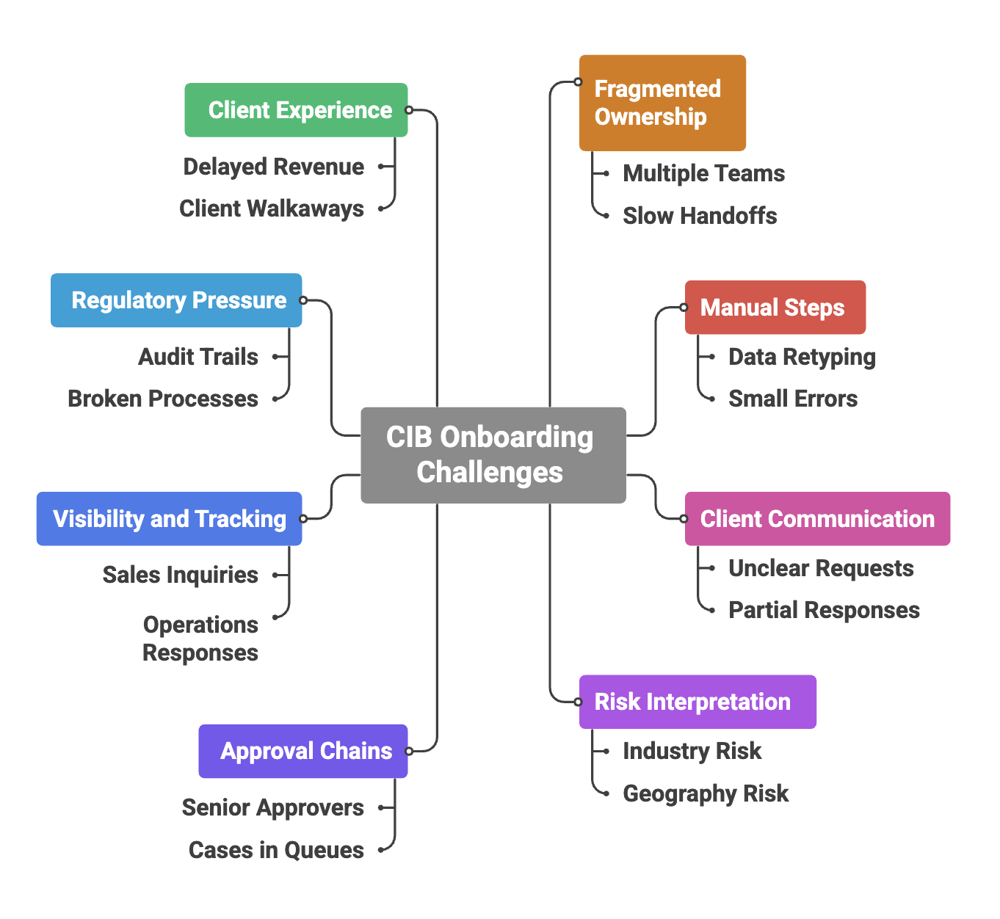 CIB Onboarding
Challenges
Client Experience
Delayed Revenue
Client Walkaways
Regulatory Pressure
Audit Trails
Broken Processes
Visibility and Tracking
Sales Inquiries
Operations
Responses
Approval Chains
Senior Approvers
Cases in Queues
Fragmented
Ownership
Multiple Teams
Slow Handoffs
Manual Steps
Data Retyping
Small Errors
Client Communication
Unclear Requests
Partial Responses
Risk Interpretation
Industry Risk
Geography Risk